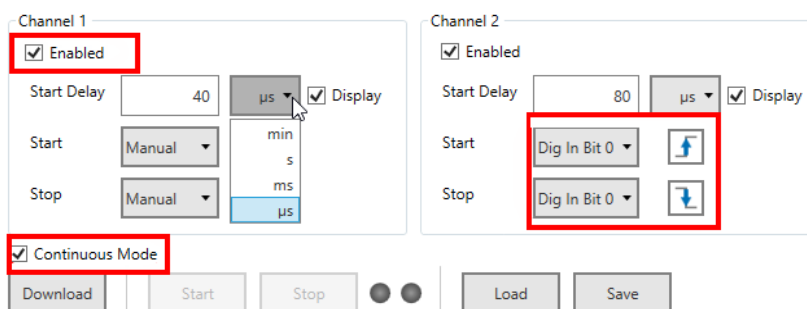 Channel 1
Enabled
Start Delay 40 µs Display
Start Manual
Stop Manual
min
s
ms
µs
Channel 2
Enabled
Start Delay 80 µs Display
Start Dig In Bit 0
Stop Dig In Bit 0
Continuous Mode
Download Start Stop Load Save